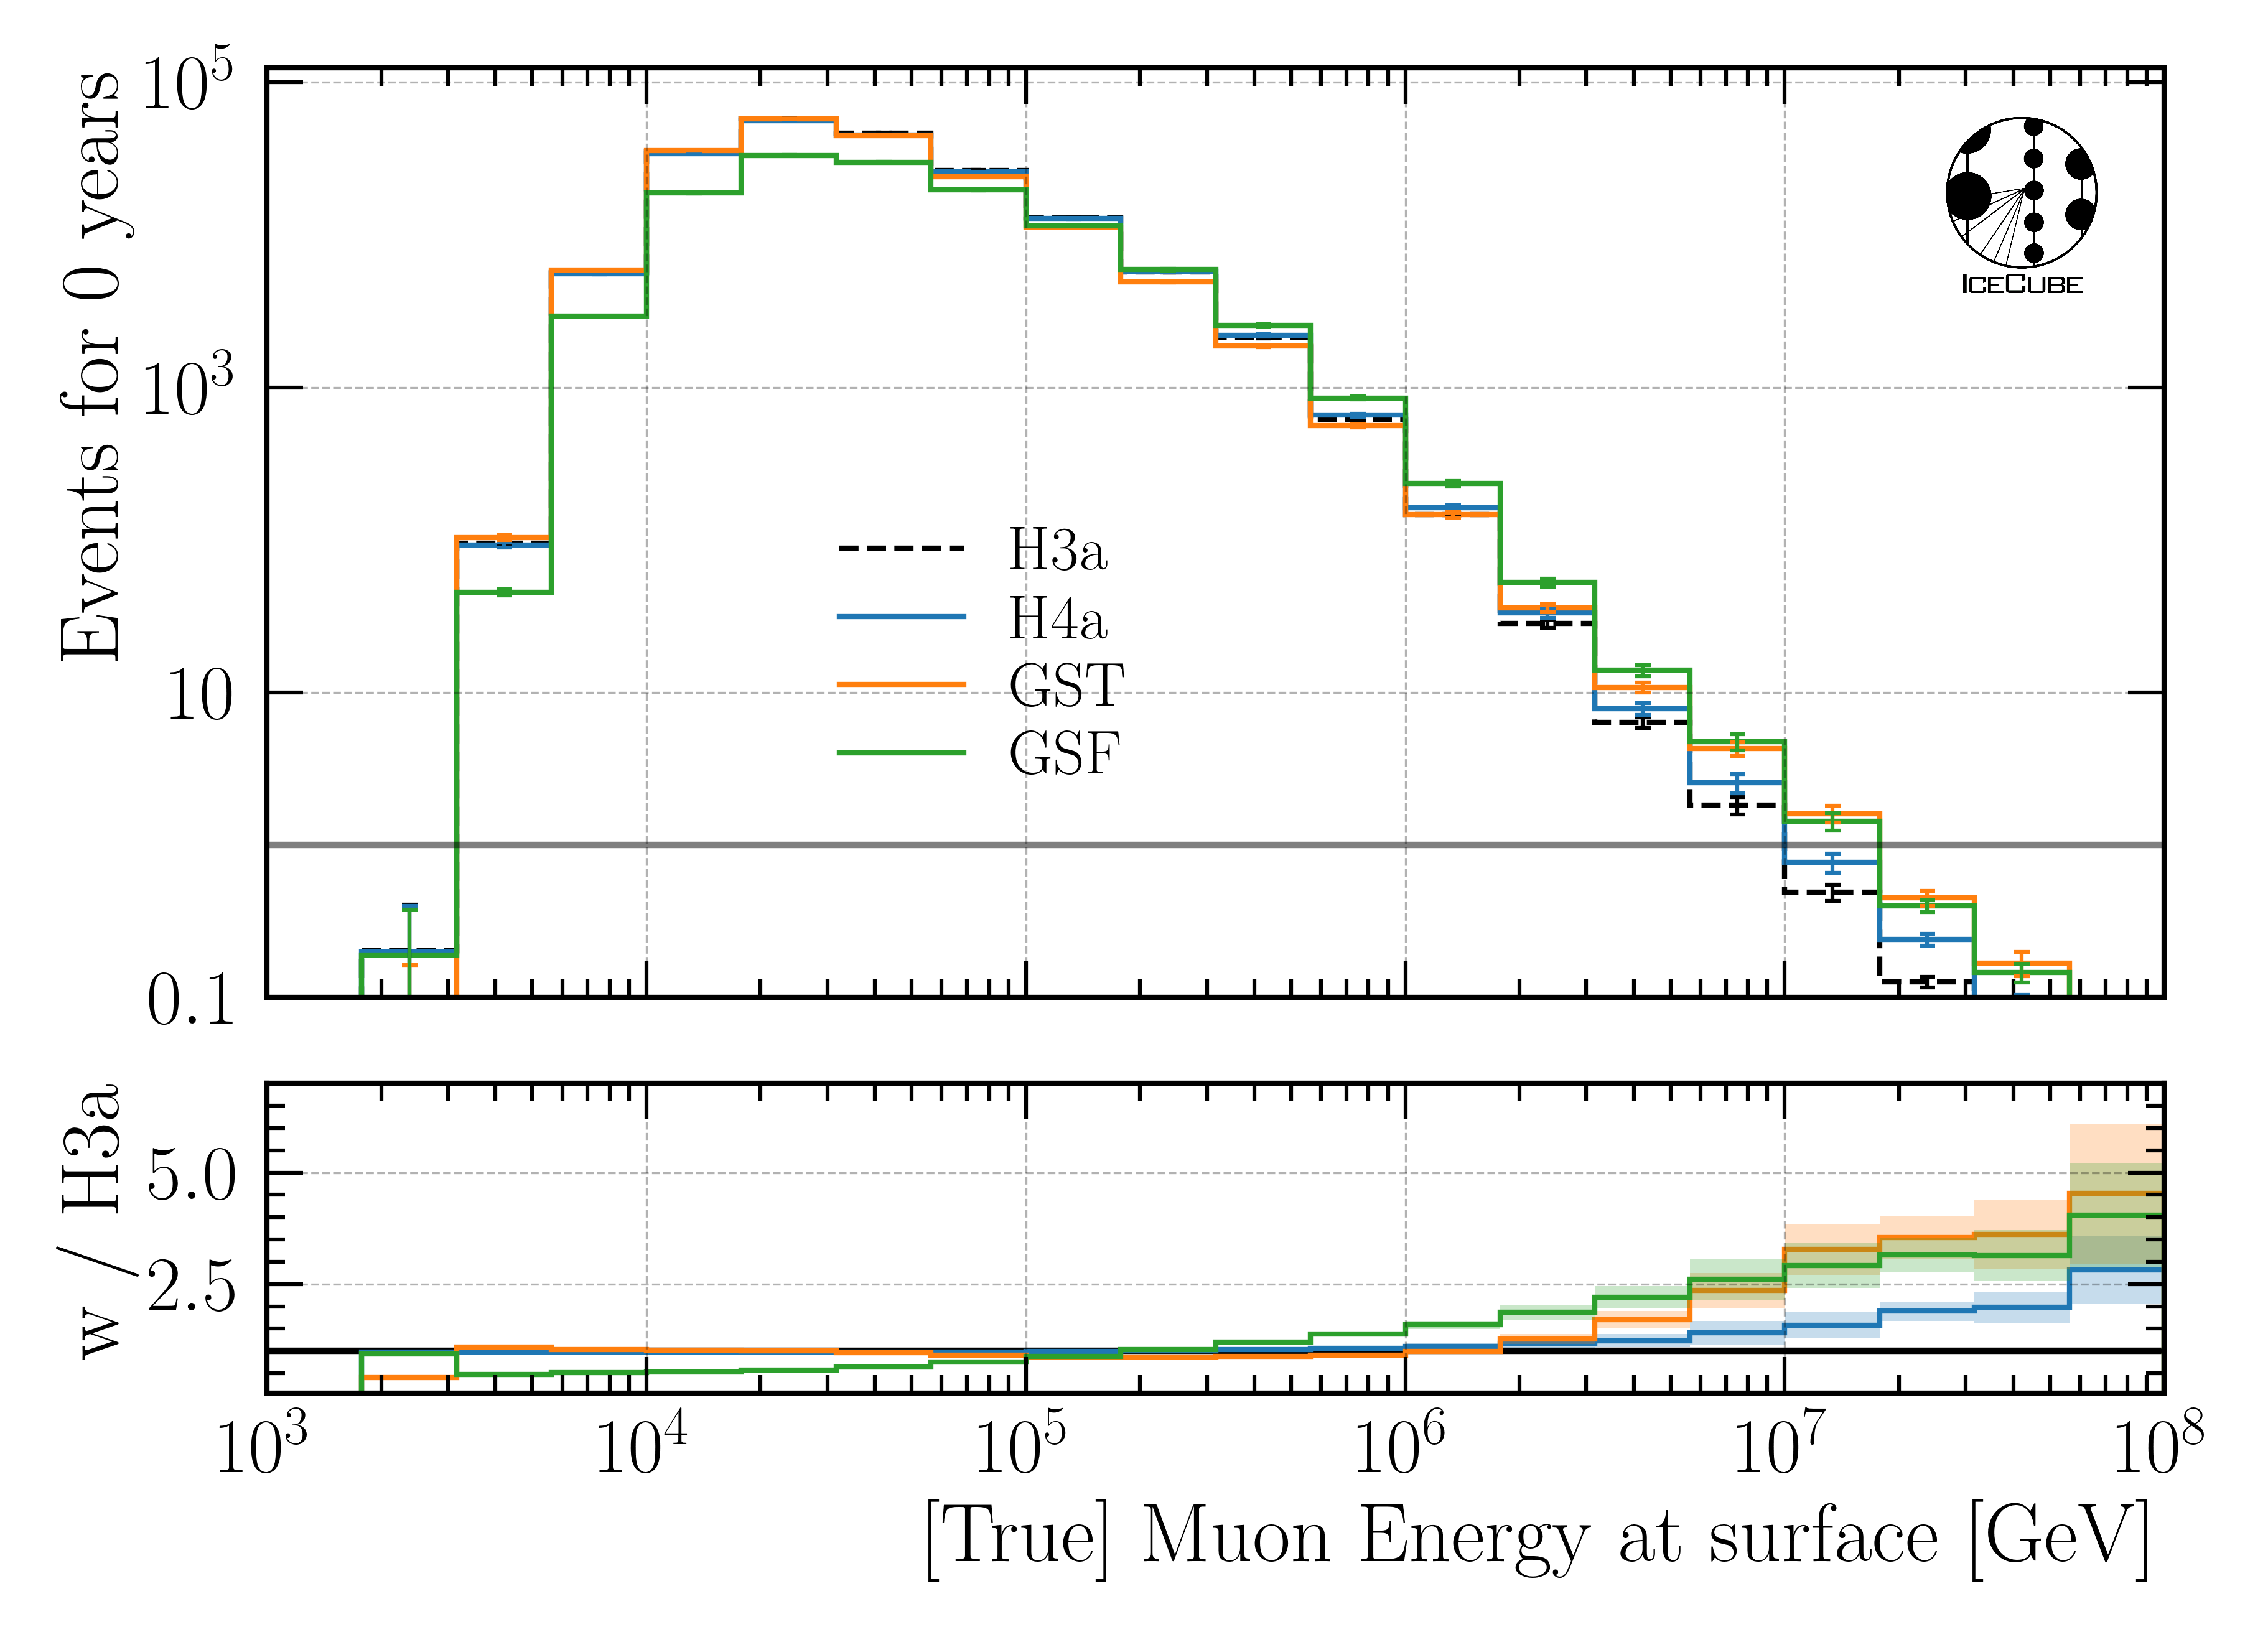 Events for 0 years
10^5
10^3
10
0.1
H3a
H4a
GST
GSF
ICECUBE
w / H3a
5.0
2.5
10^3 10^4 10^5 10^6 10^7 10^8
[True] Muon Energy at surface [GeV]